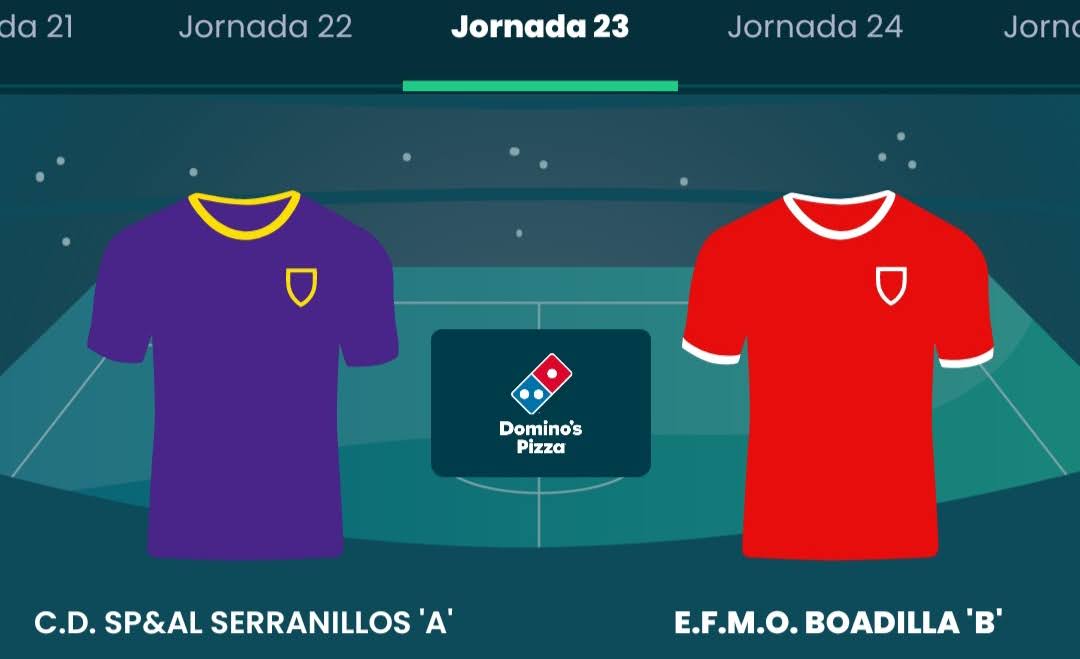 da 21 Jornada 22 Jornada 23 Jornada 24 Jorna
Domino's
Pizza
C.D. SP&AL SERRANILLOS 'A' E.F.M.O. BOADILLA 'B'